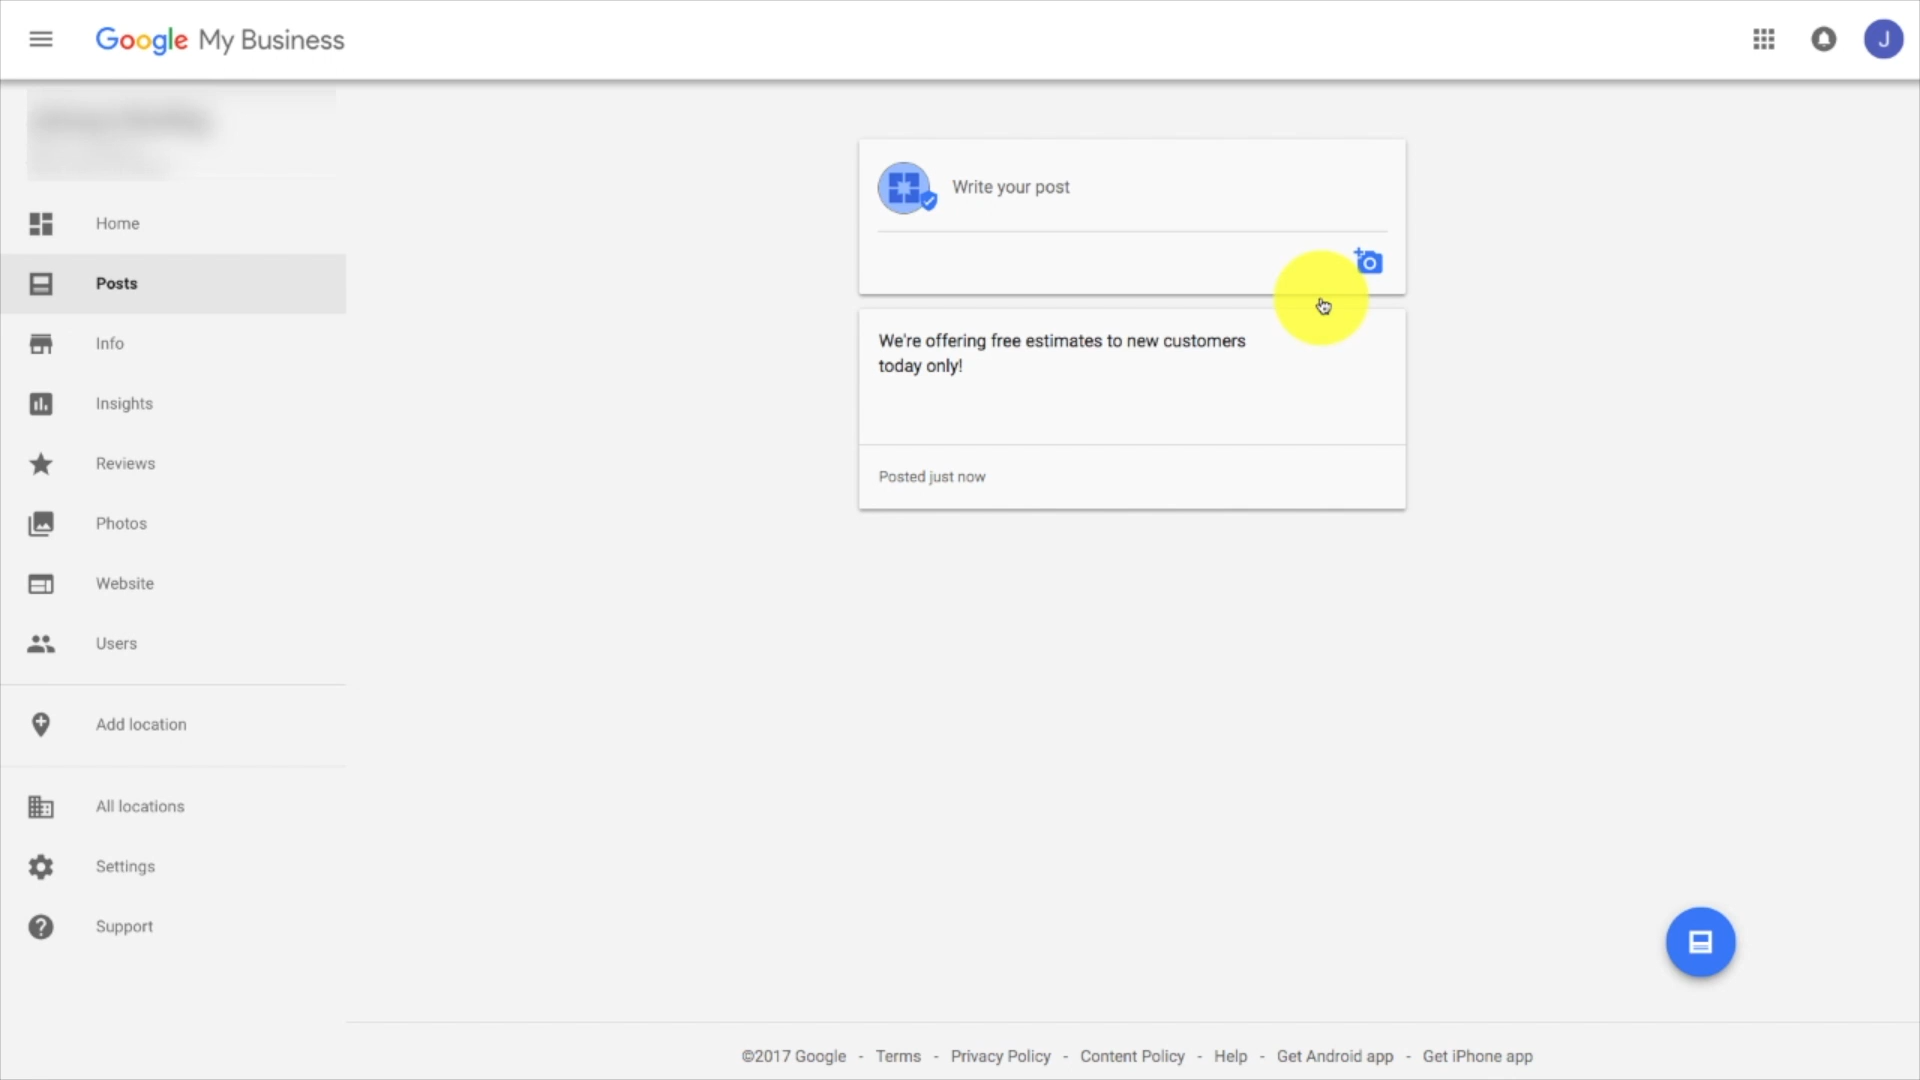 Google My Business
J
Home
Posts
Info
Insights
Reviews
Photos
Website
Users
Add location
All locations
Settings
Support
Write your post
We're offering free estimates to new customers
today only!
Posted just now
©2017 Google - Terms - Privacy Policy - Content Policy - Help - Get Android app - Get iPhone app